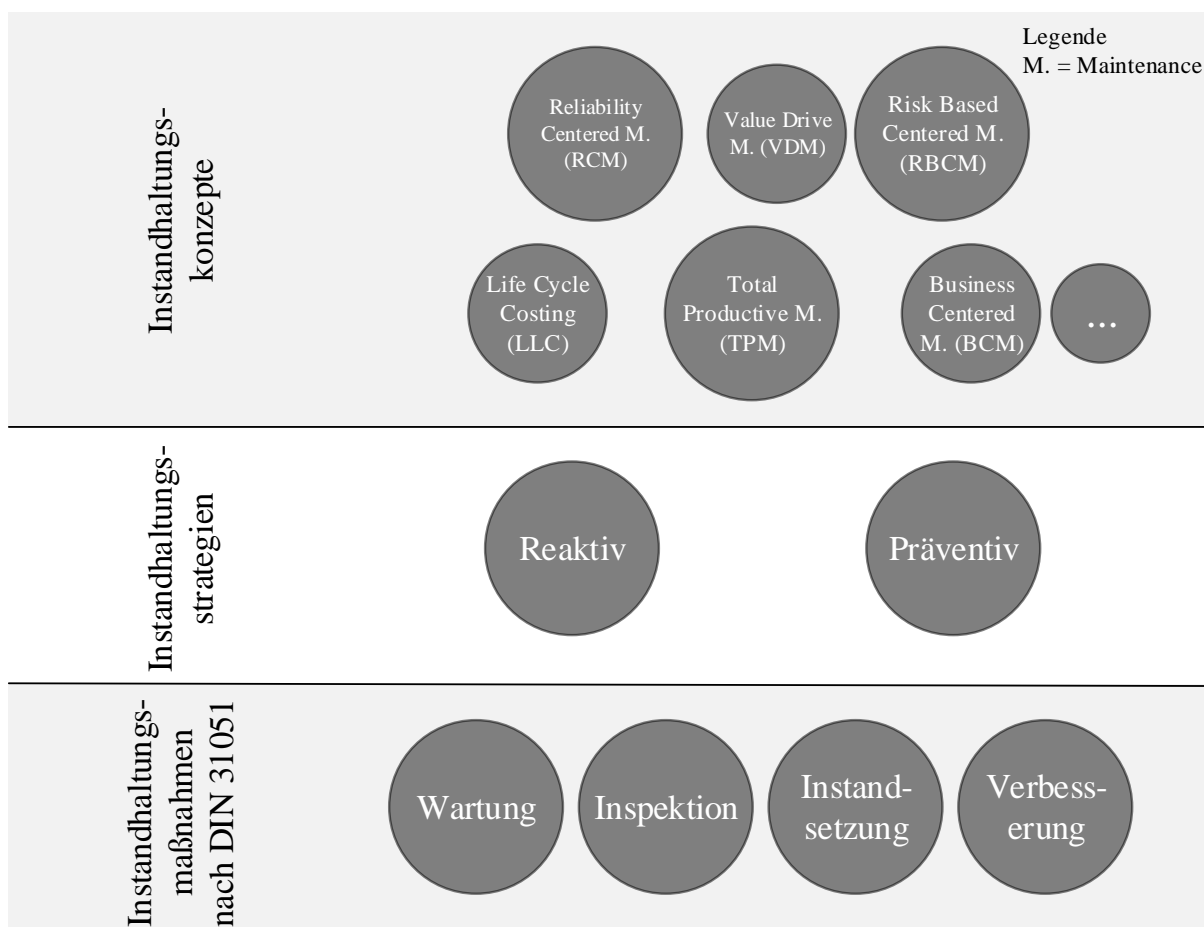 Legende
M. = Maintenance
Instandhaltungs-
konzepte
Reliability
Centered M.
(RCM)
Value Drive
M. (VDM)
Risk Based
Centered M.
(RBCM)
Life Cycle
Costing
(LLC)
Total
Productive M.
(TPM)
Business
Centered
M. (BCM)
...
Instandhaltungs-
strategien
Reaktiv
Präventiv
Instandhaltungs-
maßnahmen
nach DIN 31051
Wartung
Inspektion
Instand-
setzung
Verbess-
erung